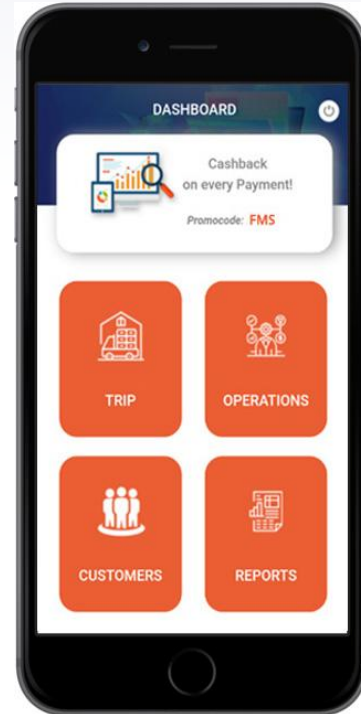 DASHBOARD
Cashback
on every Payment!
Promocode: FMS
TRIP
OPERATIONS
CUSTOMERS
REPORTS